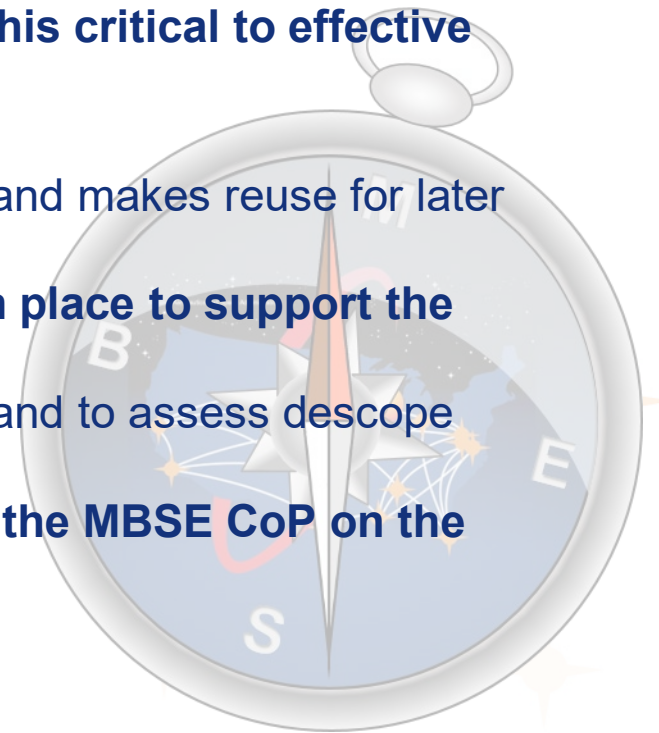 his critical to effective
M
and makes reuse for later
n place to support the
B
and to assess descope
E
the MBSE CoP on the
S